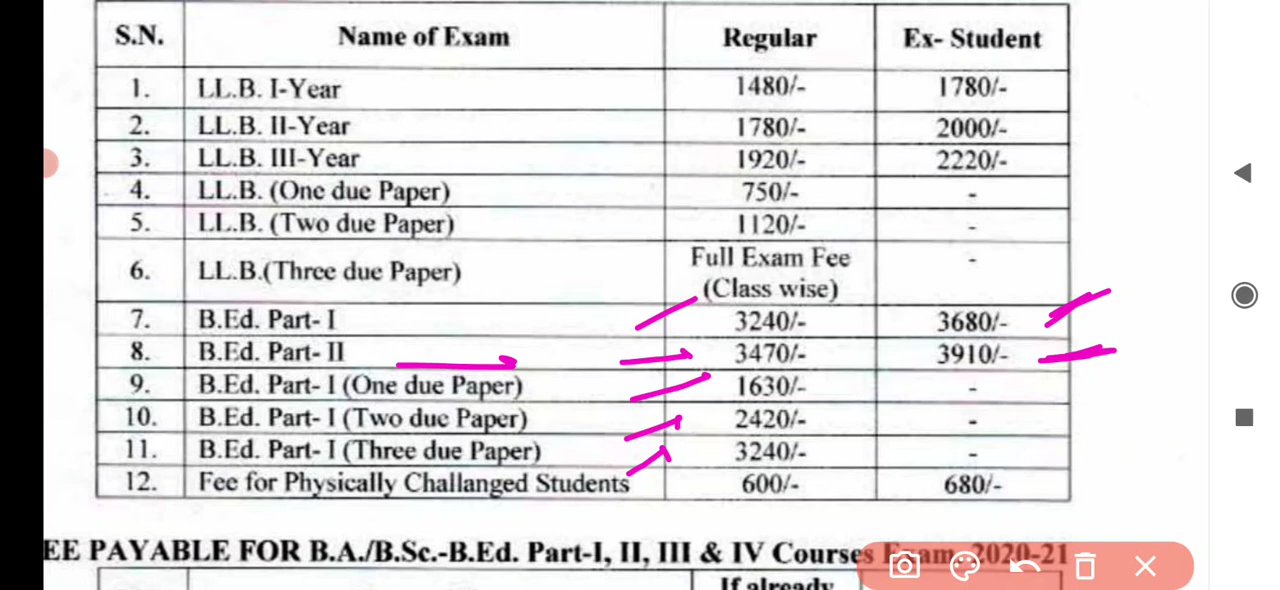 S.N. Name of Exam Regular Ex- Student
1. LL.B. I-Year 1480/- 1780/-
2. LL.B. II-Year 1780/- 2000/-
3. LL.B. III-Year 1920/- 2220/-
4. LL.B. (One due Paper) 750/- -
5. LL.B. (Two due Paper) 1120/- -
6. LL.B.(Three due Paper) Full Exam Fee (Class wise) -
7. B.Ed. Part- I 3240/- 3680/-
8. B.Ed. Part- II 3470/- 3910/-
9. B.Ed. Part- I (One due Paper) 1630/- -
10. B.Ed. Part- I (Two due Paper) 2420/- -
11. B.Ed. Part- I (Three due Paper) 3240/- -
12. Fee for Physically Challanged Students 600/- 680/-
EE PAYABLE FOR B.A./B.Sc.-B.Ed. Part-I, II, III & IV Courses Exam. 2020-21
If already